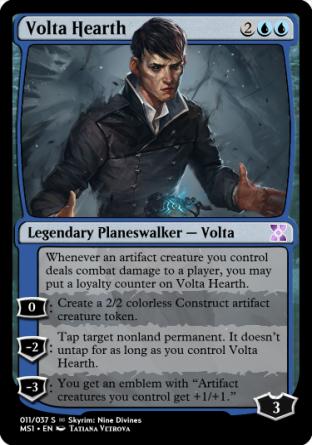 Volta Hearth 2
Legendary Planeswalker — Volta
Whenever an artifact creature you control
deals combat damage to a player, you may
put a loyalty counter on Volta Hearth.
0 : Create a 2/2 colorless Construct artifact
creature token.
-2 : Tap target nonland permanent. It doesn't
untap for as long as you control Volta
Hearth.
-3 : You get an emblem with “Artifact
creatures you control get +1/+1.”
3
011/037 S Skyrim: Nine Divines
MS1 • EN Tatiana Vetrova